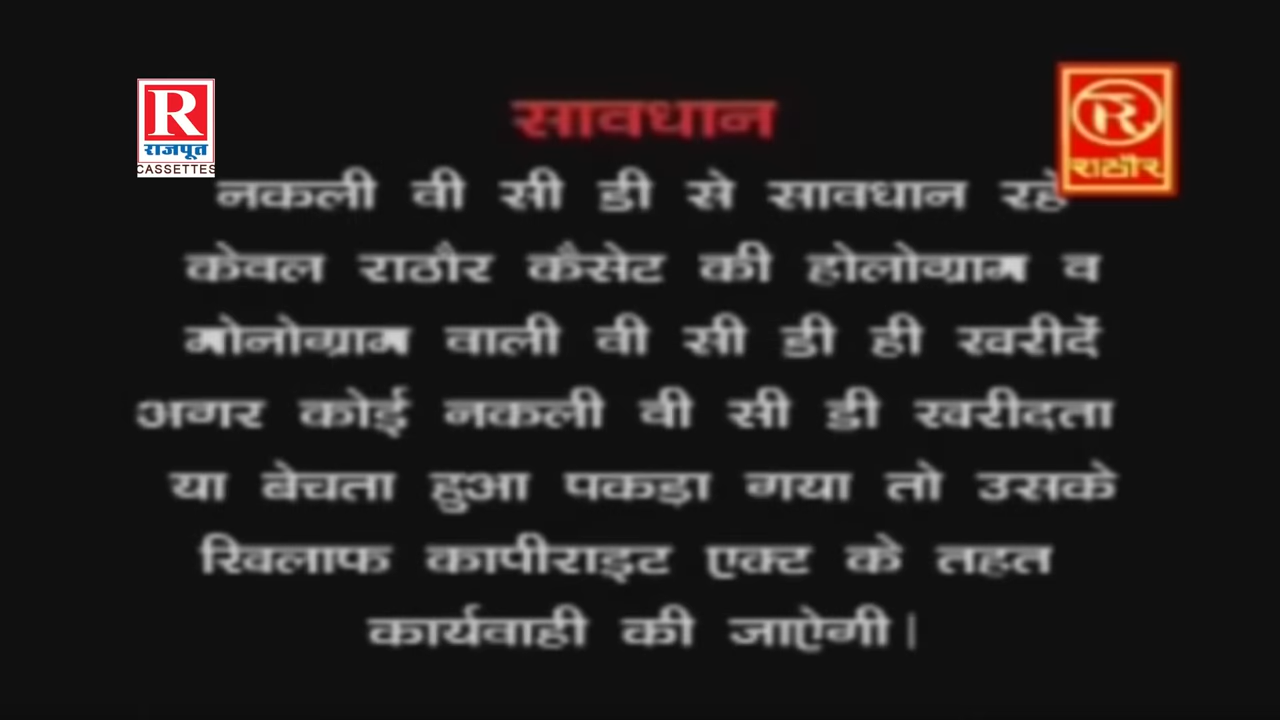 R
राजपूत
CASSETTES
राठौर
सावधान
नकली वी सी डी से सावधान रहे
केवल राठौर कैसेट की होलोग्राम व
मोनोग्राम वाली वी सी डी ही खरीदें
अगर कोई नकली वी सी डी खरीदता
या बेचता हुआ पकड़ा गया तो उसके
खिलाफ कापीराइट एक्ट के तहत
कार्यवाही की जाऐगी।